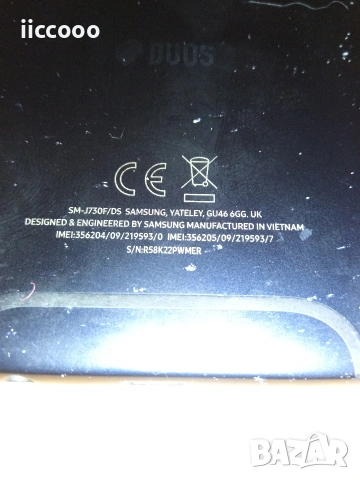 iiccooo
DUOS
CE
SM-J730F/DS SAMSUNG, YATELEY, GU46 6GG. UK
DESIGNED & ENGINEERED BY SAMSUNG MANUFACTURED IN VIETNAM
IMEI:356204/09/219593/0 IMEI:356205/09/219593/7
S/N:R58K22PWMER
BAZAR